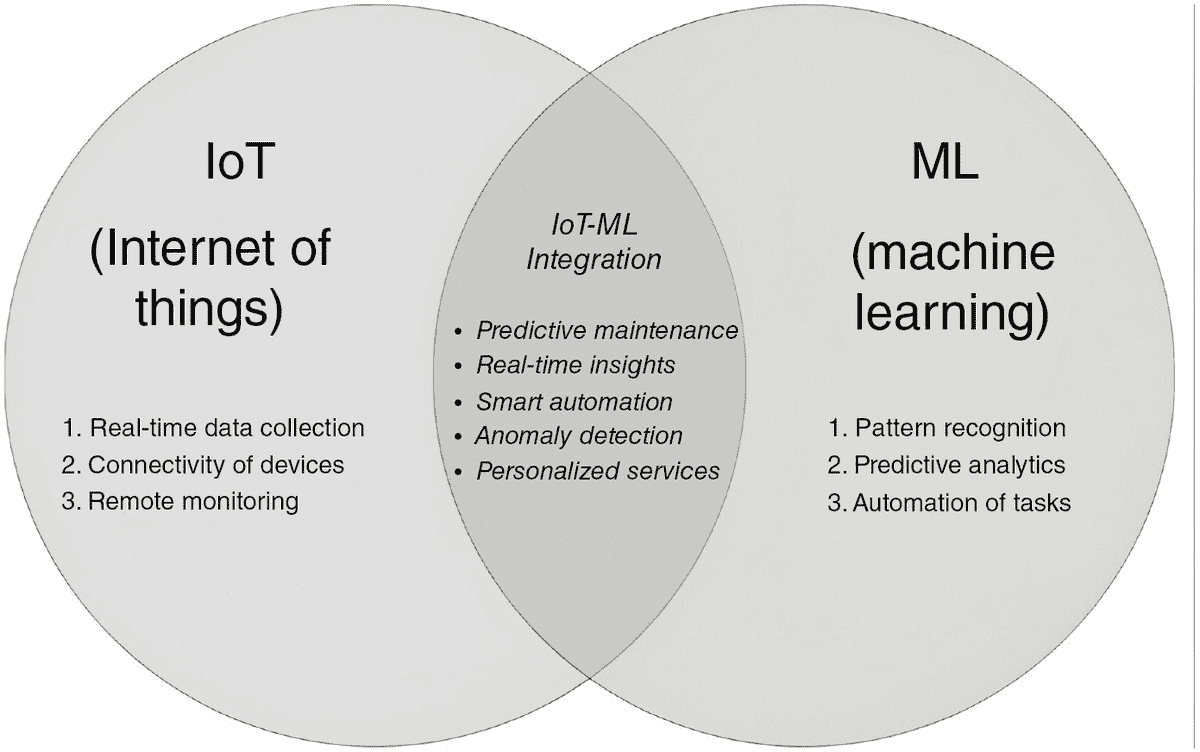 IoT
(Internet of
things)
1. Real-time data collection
2. Connectivity of devices
3. Remote monitoring
IoT-ML
Integration
• Predictive maintenance
• Real-time insights
• Smart automation
• Anomaly detection
• Personalized services
ML
(machine
learning)
1. Pattern recognition
2. Predictive analytics
3. Automation of tasks